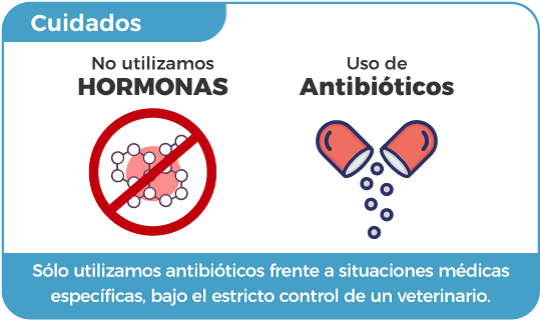 Cuidados
No utilizamos
HORMONAS
Uso de
Antibióticos
Sólo utilizamos antibióticos frente a situaciones médicas
específicas, bajo el estricto control de un veterinario.